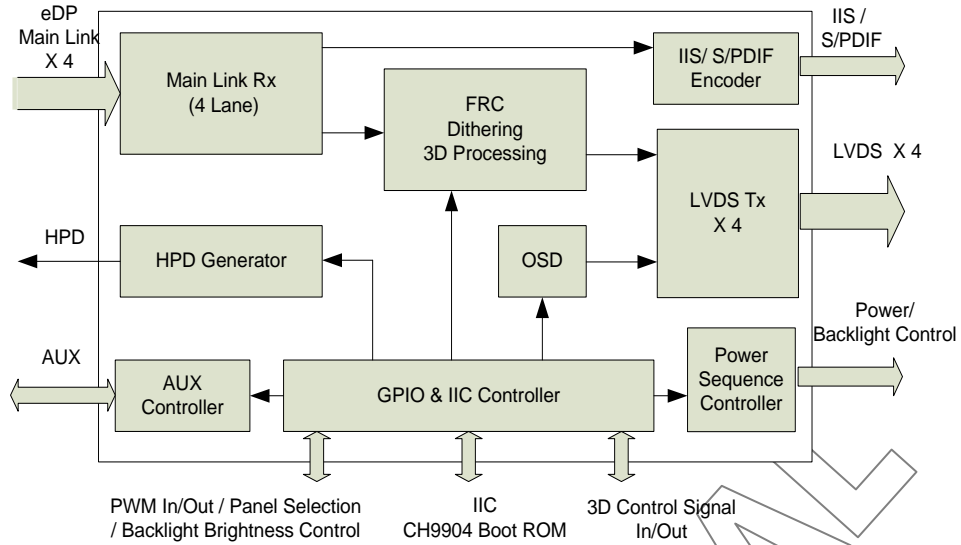 eDP
Main Link
X 4
IIS /
S/PDIF
Main Link Rx
(4 Lane)
IIS/ S/PDIF
Encoder
FRC
Dithering
3D Processing
LVDS X 4
LVDS Tx
X 4
HPD
HPD Generator
OSD
Power/
Backlight Control
AUX
AUX
Controller
GPIO & IIC Controller
Power
Sequence
Controller
PWM In/Out / Panel Selection
/ Backlight Brightness Control
IIC
CH9904 Boot ROM
3D Control Signal
In/Out